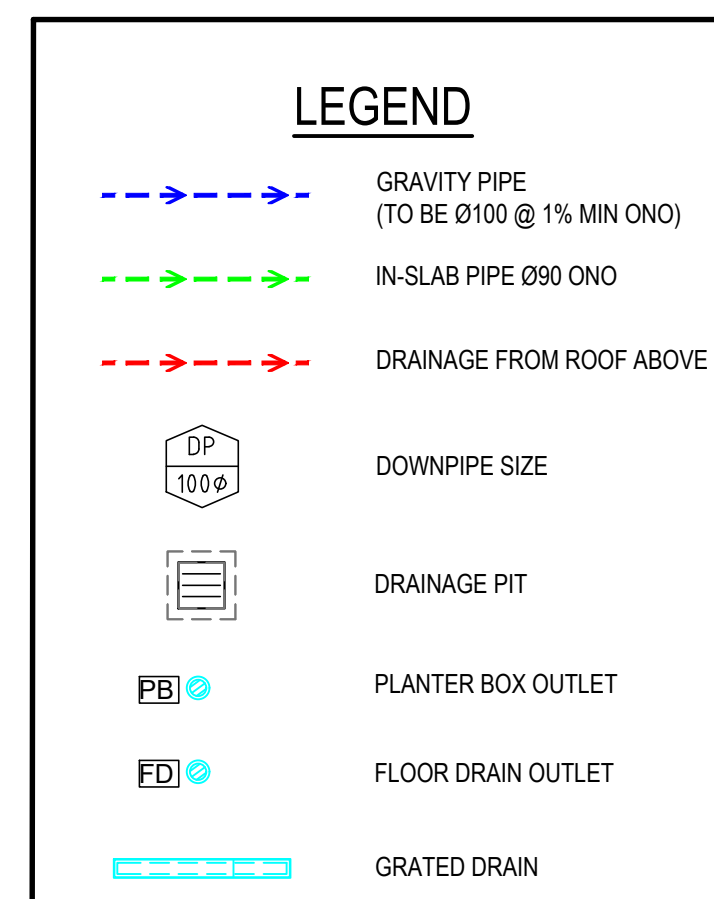 LEGEND
GRAVITY PIPE
(TO BE Ø100 @ 1% MIN ONO)
IN-SLAB PIPE Ø90 ONO
DRAINAGE FROM ROOF ABOVE
DP
100Ø
DOWNPIPE SIZE
DRAINAGE PIT
PB
PLANTER BOX OUTLET
FD
FLOOR DRAIN OUTLET
GRATED DRAIN